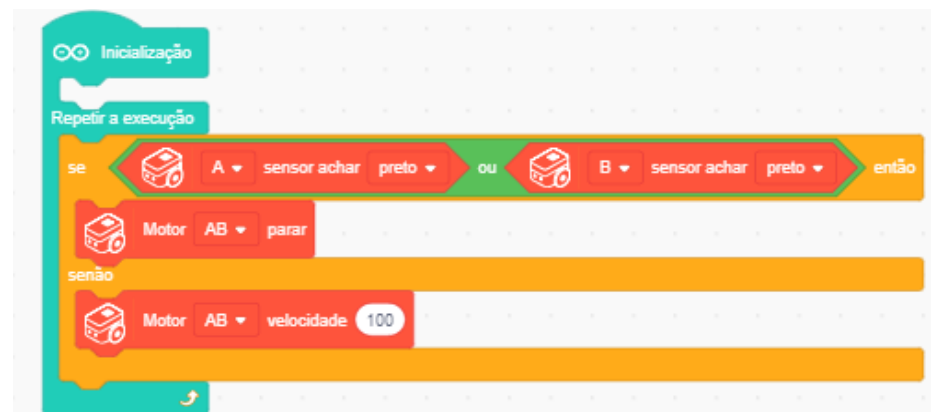 Inicialização
Repetir a execução
se A sensor achar preto ou B sensor achar preto então
Motor AB parar
senão
Motor AB velocidade 100